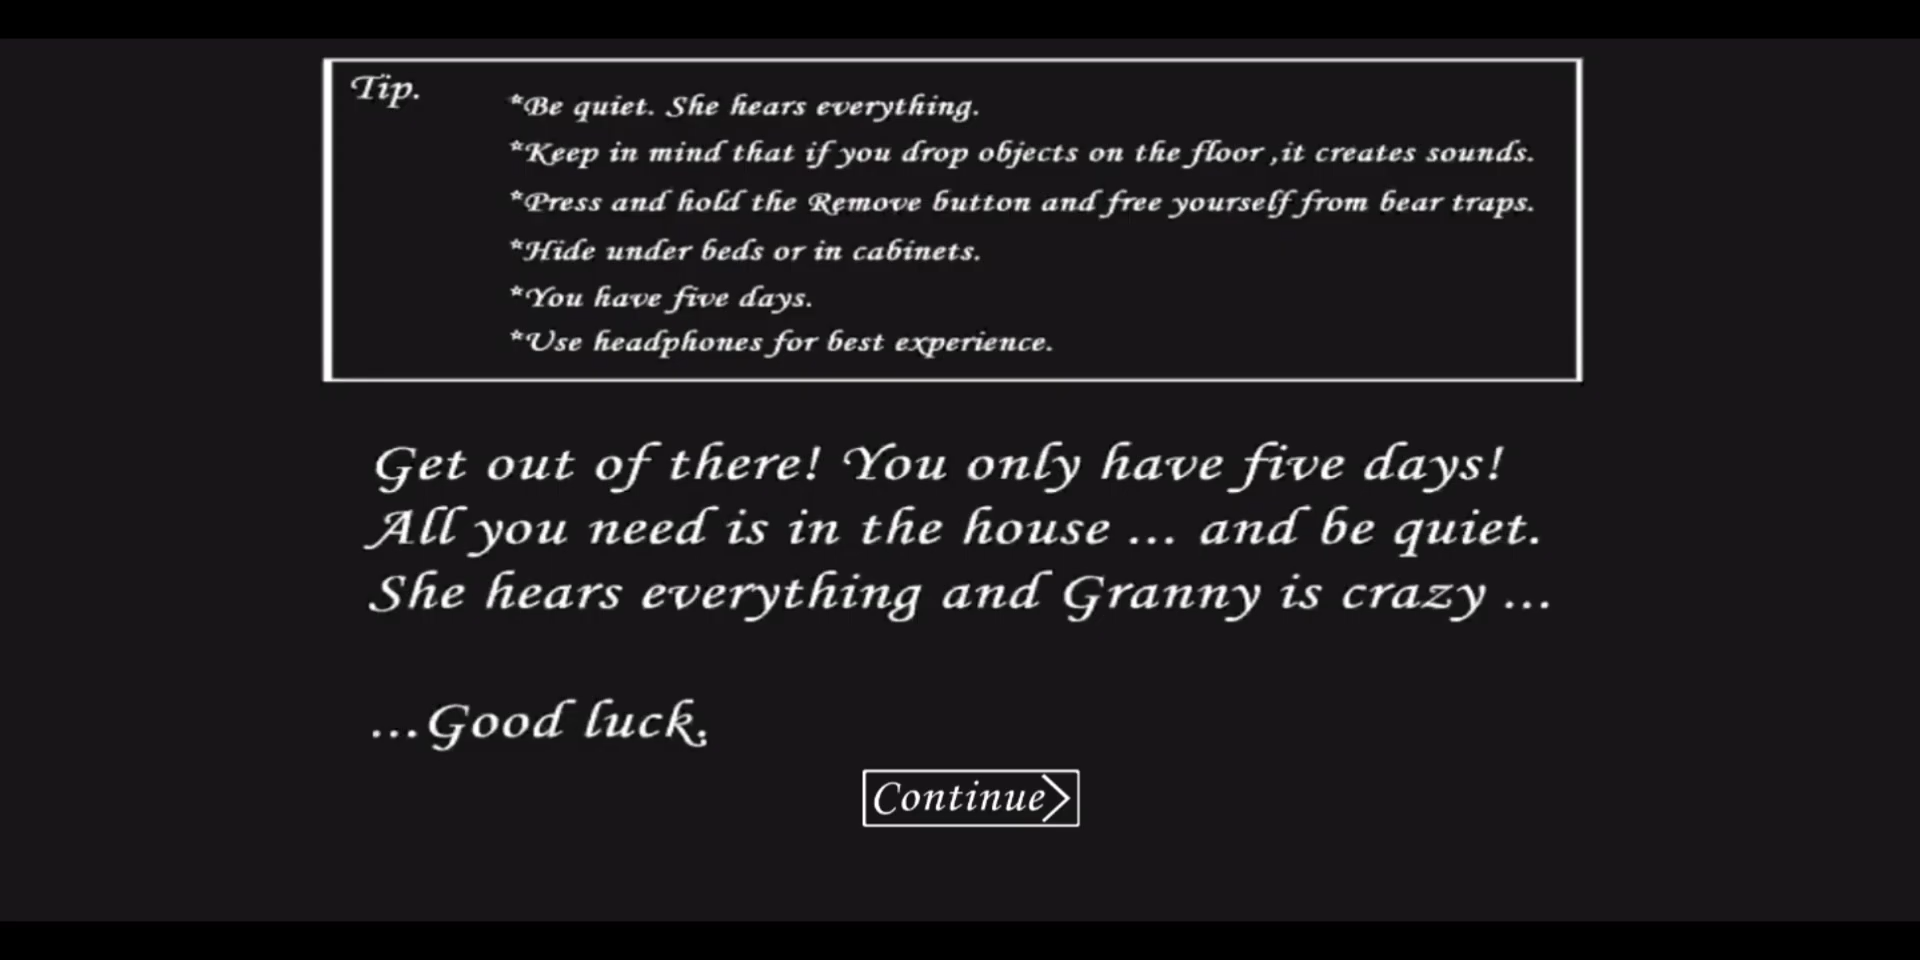 Tip.
*Be quiet. She hears everything.
*Keep in mind that if you drop objects on the floor ,it creates sounds.
*Press and hold the Remove button and free yourself from bear traps.
*Hide under beds or in cabinets.
*You have five days.
*Use headphones for best experience.
Get out of there! You only have five days!
All you need is in the house ... and be quiet.
She hears everything and Granny is crazy ...
...Good luck.
Continue>